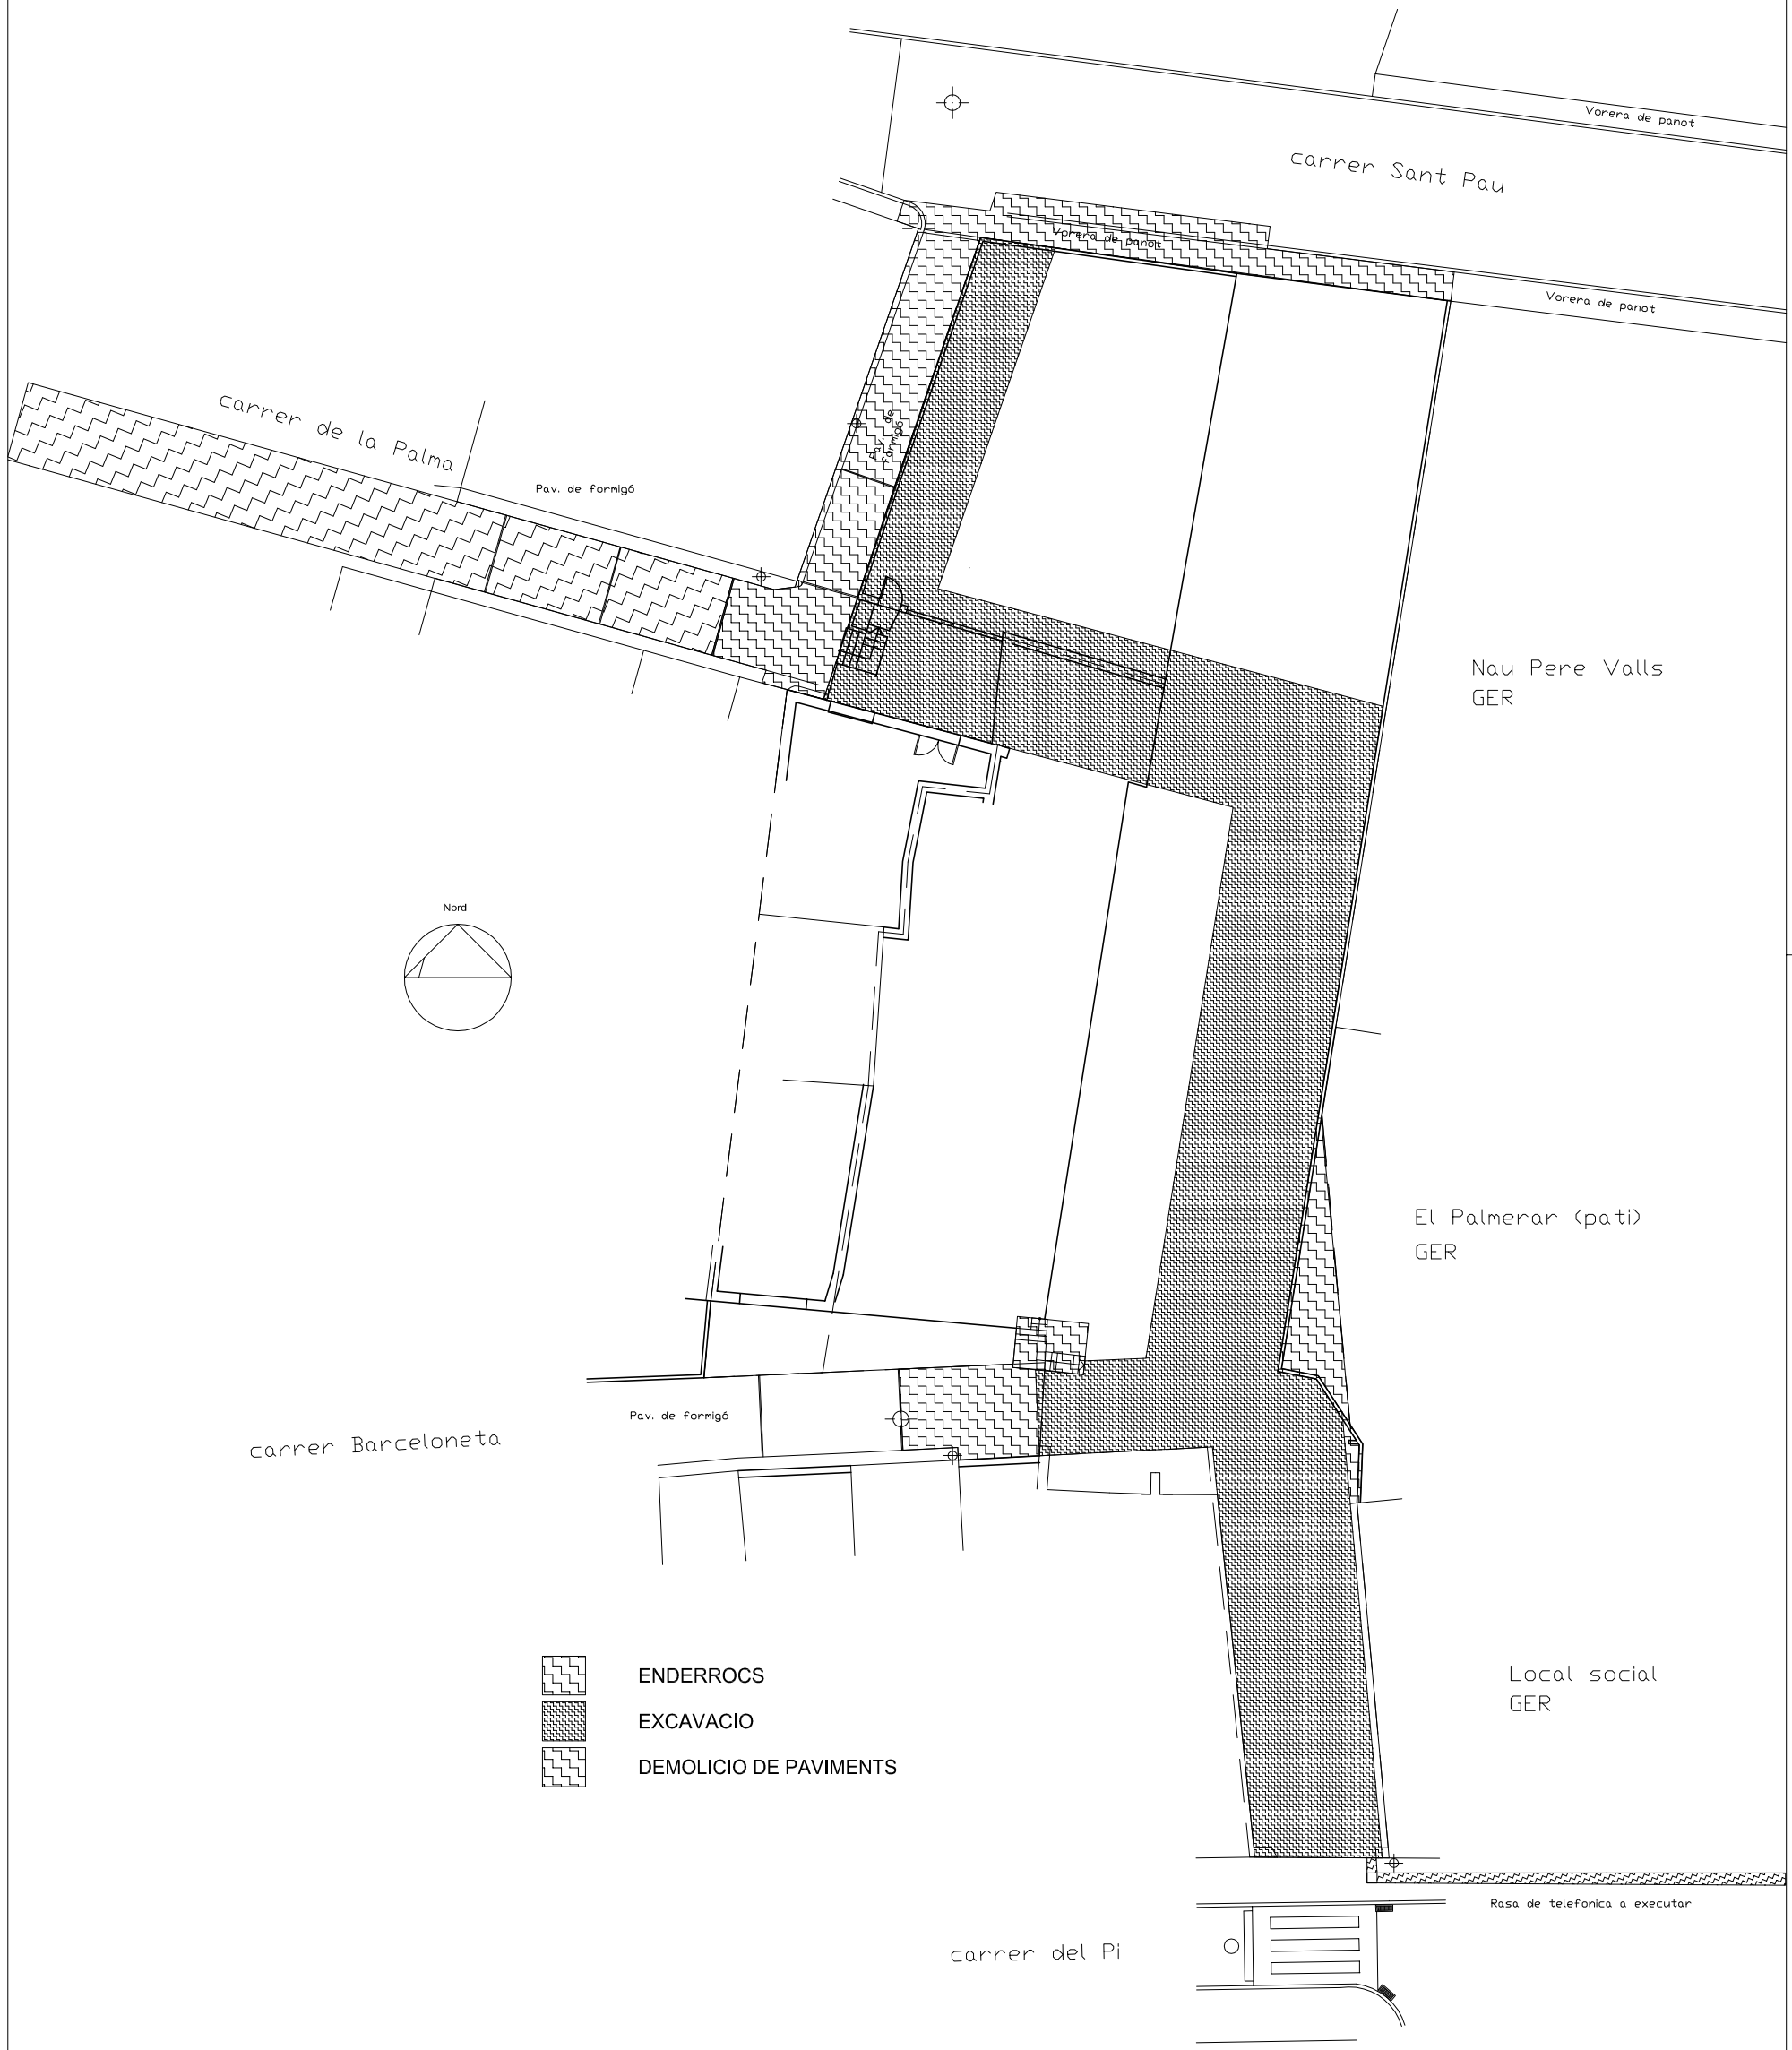 Vorera de panot
carrer Sant Pau
Vorera de panot
Vorera de panot
carrer de la Palma
Pav. de
formigó
Pav. de formigó
Nau Pere Valls
GER
Nord
El Palmerar (pati)
GER
Pav. de formigó
carrer Barceloneta
ENDERROCS
EXCAVACIO
DEMOLICIO DE PAVIMENTS
Local social
GER
Rasa de telefonica a executar
carrer del Pi